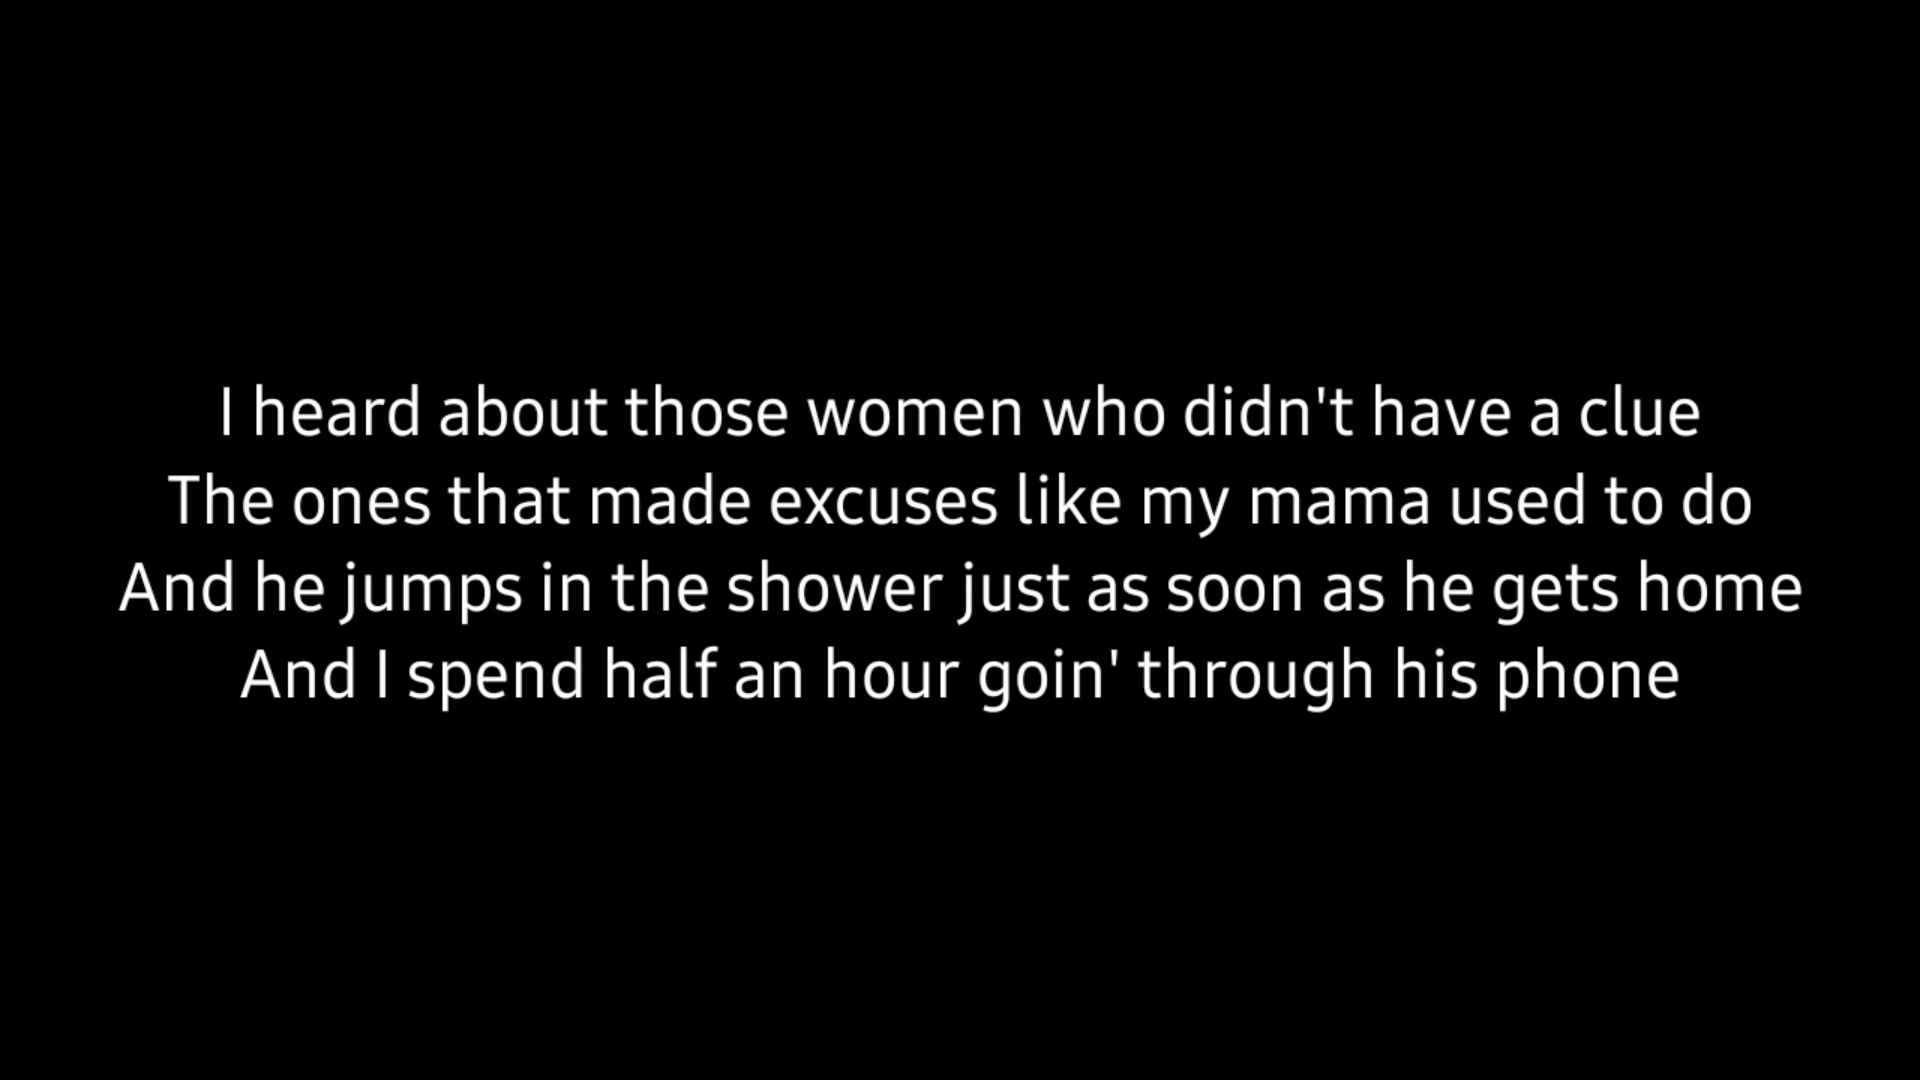 I heard about those women who didn't have a clue
The ones that made excuses like my mama used to do
And he jumps in the shower just as soon as he gets home
And I spend half an hour goin' through his phone